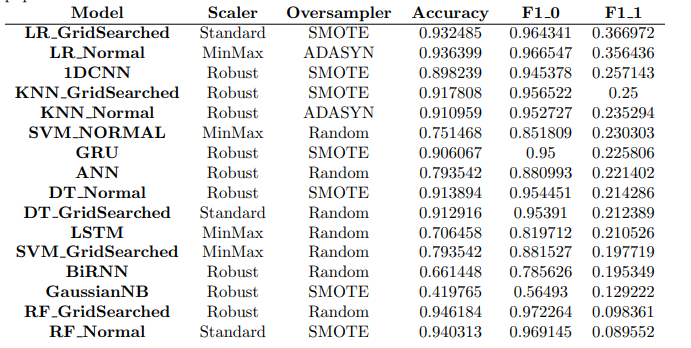 Model Scaler Oversampler Accuracy F1_0 F1_1
LR_GridSearched Standard SMOTE 0.932485 0.964341 0.366972
LR_Normal MinMax ADASYN 0.936399 0.966547 0.356436
1DCNN Robust SMOTE 0.898239 0.945378 0.257143
KNN_GridSearched Robust SMOTE 0.917808 0.956522 0.25
KNN_Normal Robust ADASYN 0.910959 0.952727 0.235294
SVM_NORMAL MinMax Random 0.751468 0.851809 0.230303
GRU Robust SMOTE 0.906067 0.95 0.225806
ANN Robust Random 0.793542 0.880993 0.221402
DT_Normal Robust SMOTE 0.913894 0.954451 0.214286
DT_GridSearched Standard Random 0.912916 0.95391 0.212389
LSTM MinMax Random 0.706458 0.819712 0.210526
SVM_GridSearched MinMax Random 0.793542 0.881527 0.197719
BiRNN Robust Random 0.661448 0.785626 0.195349
GaussianNB Robust SMOTE 0.419765 0.56493 0.129222
RF_GridSearched Robust Random 0.946184 0.972264 0.098361
RF_Normal Standard SMOTE 0.940313 0.969145 0.089552